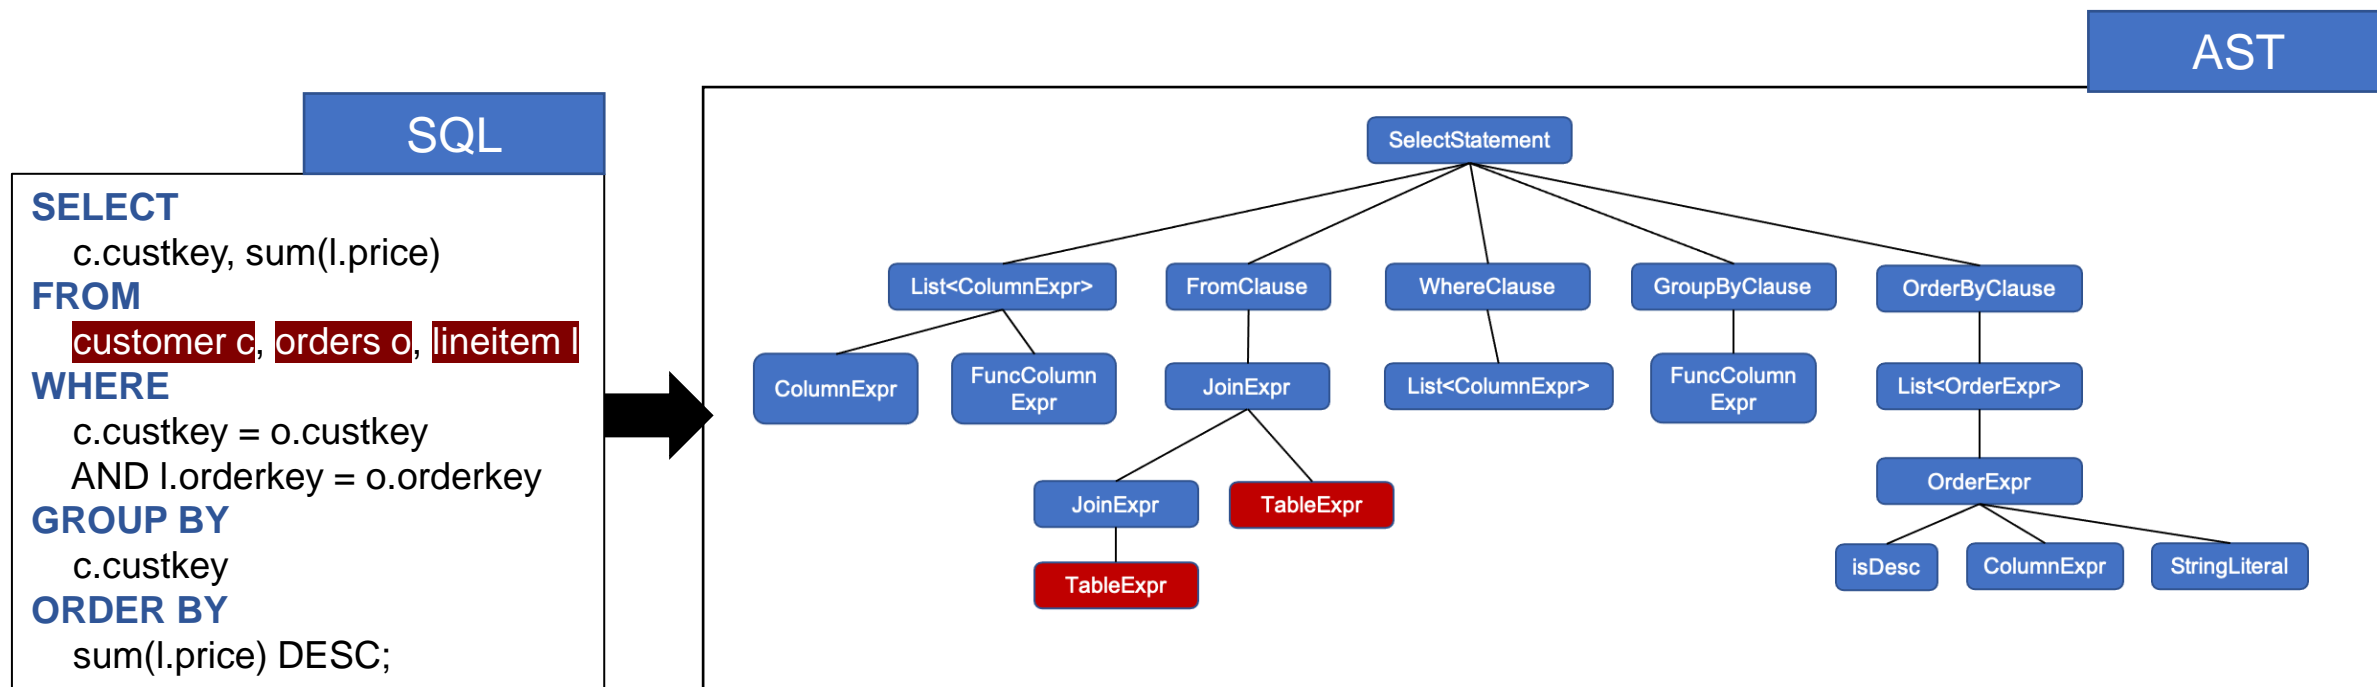 AST
SQL
SELECT
c.custkey, sum(l.price)
FROM
customer c, orders o, lineitem l
WHERE
c.custkey = o.custkey
AND l.orderkey = o.orderkey
GROUP BY
c.custkey
ORDER BY
sum(l.price) DESC;
SelectStatement
List<ColumnExpr>
FromClause
WhereClause
GroupByClause
OrderByClause
ColumnExpr
FuncColumn
Expr
JoinExpr
List<ColumnExpr>
FuncColumn
Expr
List<OrderExpr>
JoinExpr
TableExpr
OrderExpr
TableExpr
isDesc
ColumnExpr
StringLiteral